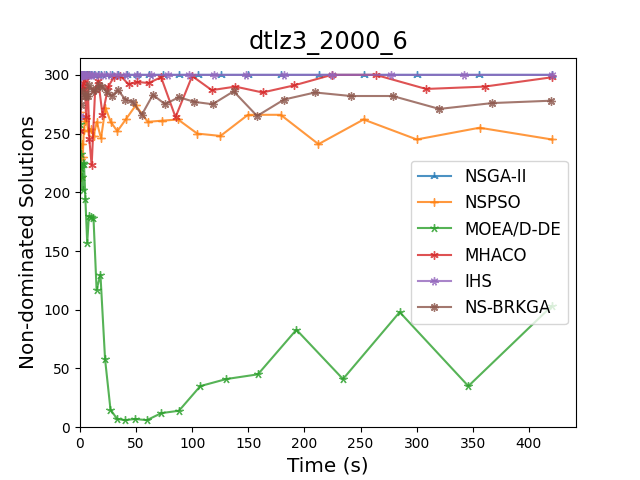 dtlz3_2000_6
Non-dominated Solutions
300
250
200
150
100
50
0
0 50 100 150 200 250 300 350 400
Time (s)
NSGA-II
NSPSO
MOEA/D-DE
MHACO
IHS
NS-BRKGA